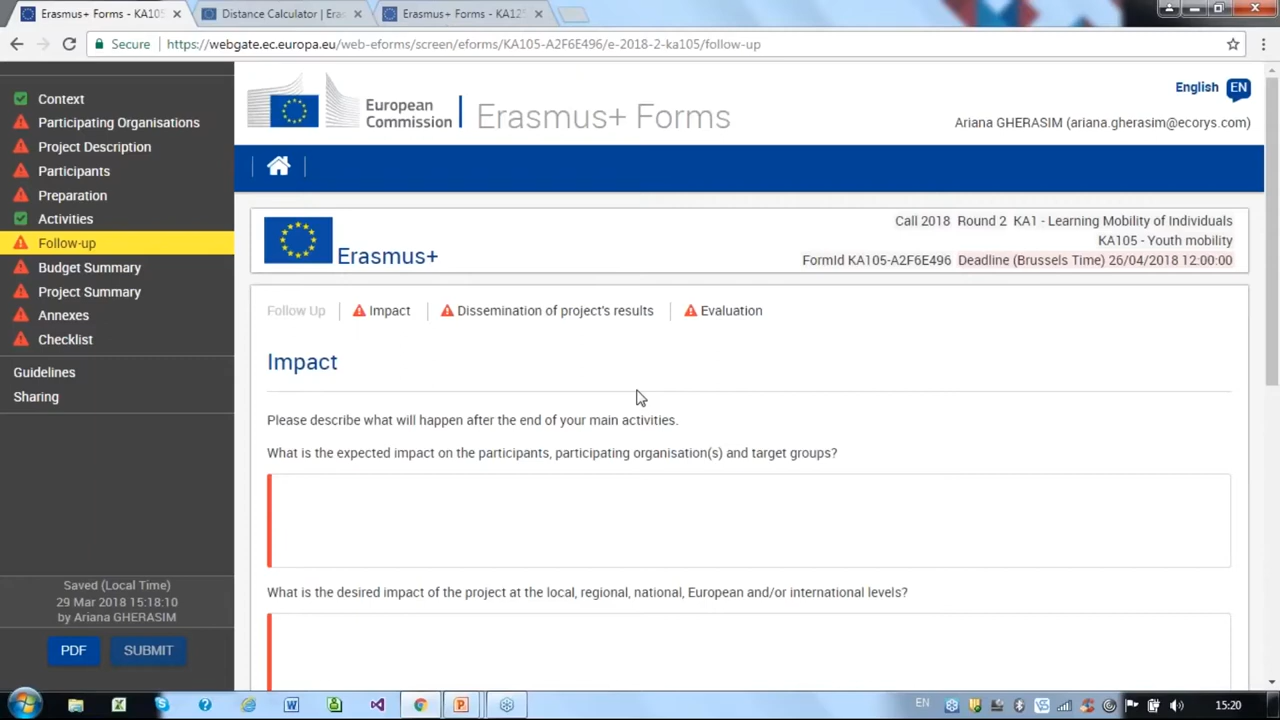 Erasmus+ Forms - KA105
Distance Calculator | Eras
Erasmus+ Forms - KA125
Secure
https://webgate.ec.europa.eu/web-eforms/screen/eforms/KA105-A2F6E496/e-2018-2-ka105/follow-up
Context
Participating Organisations
Project Description
Participants
Preparation
Activities
Follow-up
Budget Summary
Project Summary
Annexes
Checklist
Guidelines
Sharing
Saved (Local Time)
29 Mar 2018 15:18:10
by Ariana GHERASIM
PDF
SUBMIT
European
Commission
Erasmus+ Forms
English EN
Ariana GHERASIM (ariana.gherasim@ecorys.com)
Erasmus+
Call 2018 Round 2 KA1 - Learning Mobility of Individuals
KA105 - Youth mobility
FormId KA105-A2F6E496 Deadline (Brussels Time) 26/04/2018 12:00:00
Follow Up
Impact
Dissemination of project's results
Evaluation
Impact
Please describe what will happen after the end of your main activities.
What is the expected impact on the participants, participating organisation(s) and target groups?
What is the desired impact of the project at the local, regional, national, European and/or international levels?
EN
15:20